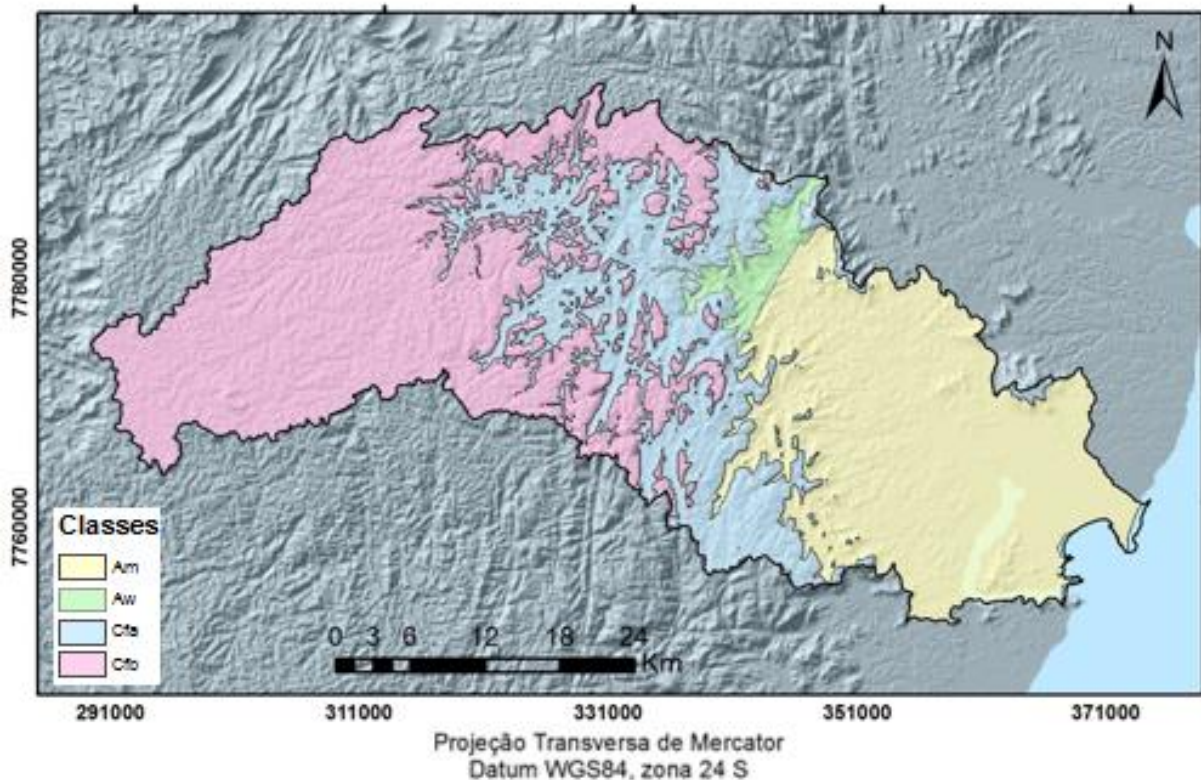 N
7780000
7760000
Classes
Am
Aw
Cfa
Cfb
0 3 6 12 18 24
Km
291000 311000 331000 351000 371000
Projeção Transversa de Mercator
Datum WGS84, zona 24 S